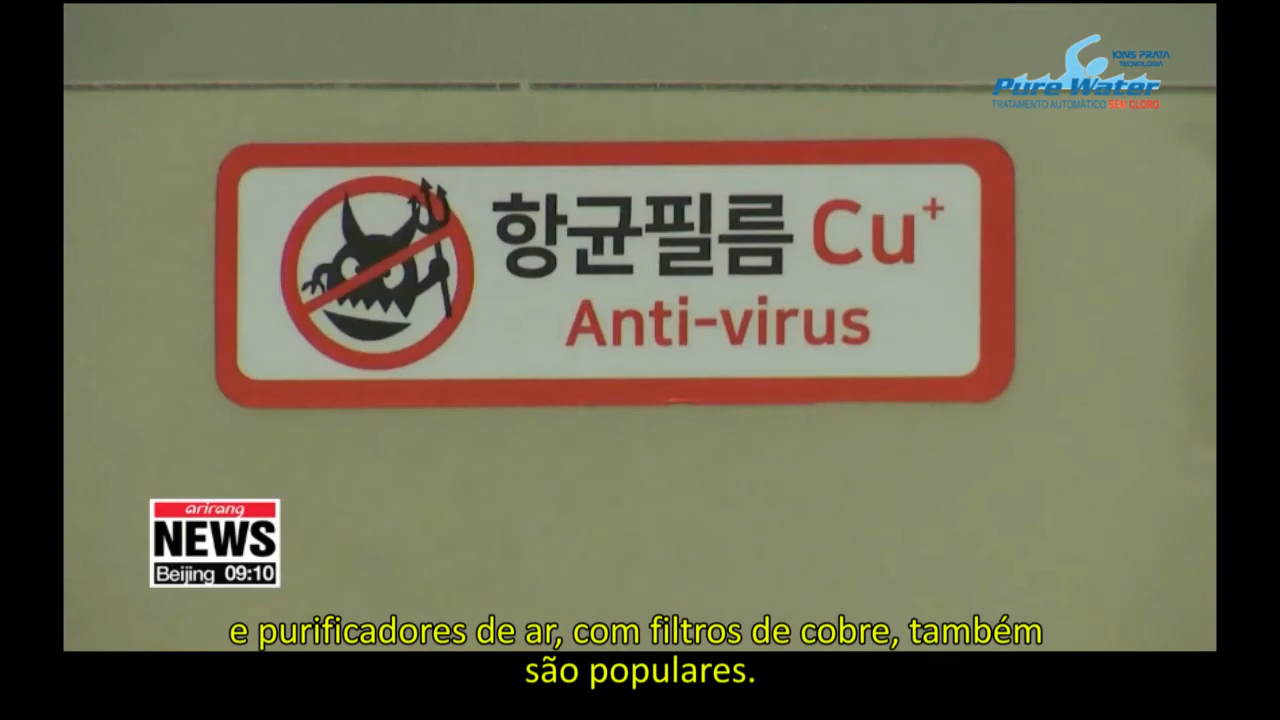 IONS PRATA
TECNOLOGIA
Pure Water
TRATAMENTO AUTOMÁTICO SEM CLORO
항균필름 Cu+
Anti-virus
arirang
NEWS
Beijing 09:10
e purificadores de ar, com filtros de cobre, também
são populares.